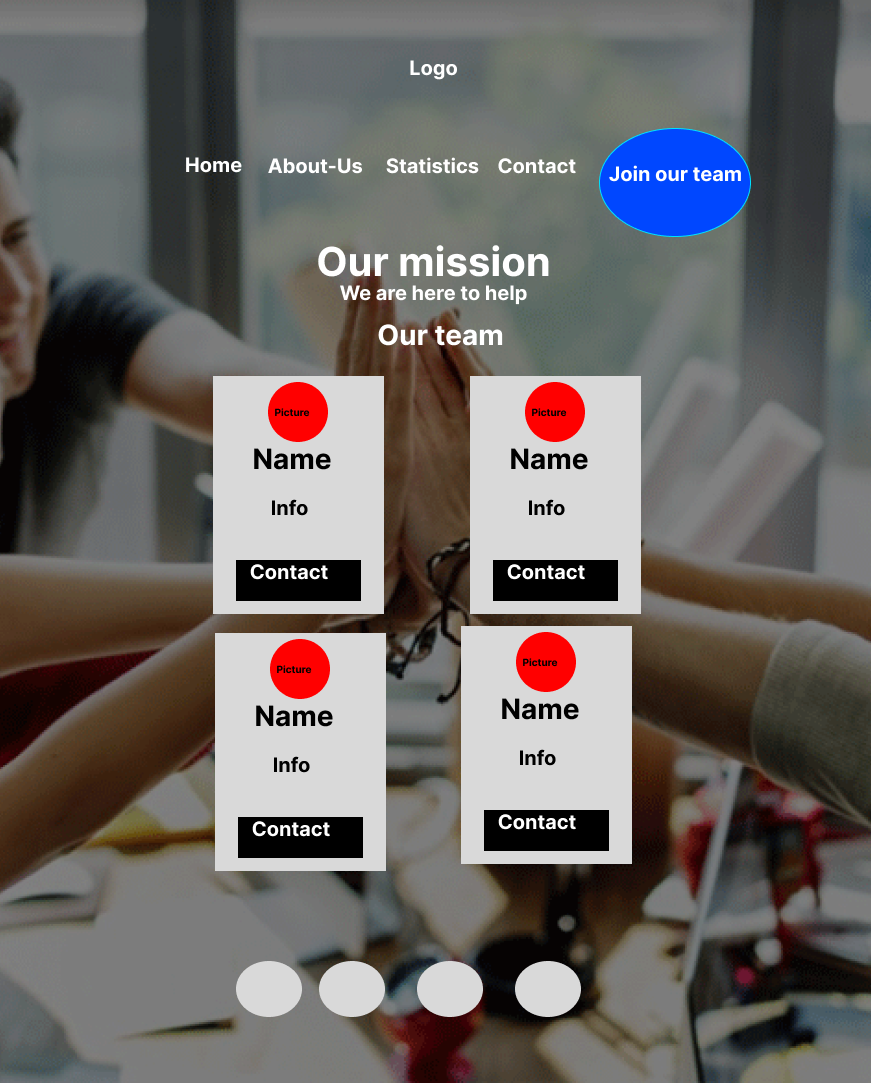 Logo
Home About-Us Statistics Contact Join our team
Our mission
We are here to help
Our team
Picture Picture
Name Name
Info Info
Contact Contact
Picture Picture
Name Name
Info Info
Contact Contact